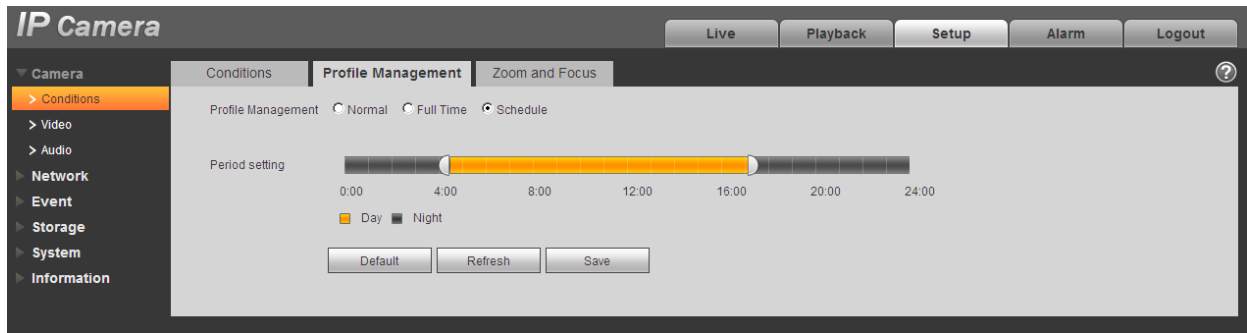 IP Camera
Live Playback Setup Alarm Logout
Camera
Conditions
Video
Audio
Network
Event
Storage
System
Information
Conditions Profile Management Zoom and Focus
?
Profile Management Normal Full Time Schedule
Period setting
0:00 4:00 8:00 12:00 16:00 20:00 24:00
Day Night
Default Refresh Save